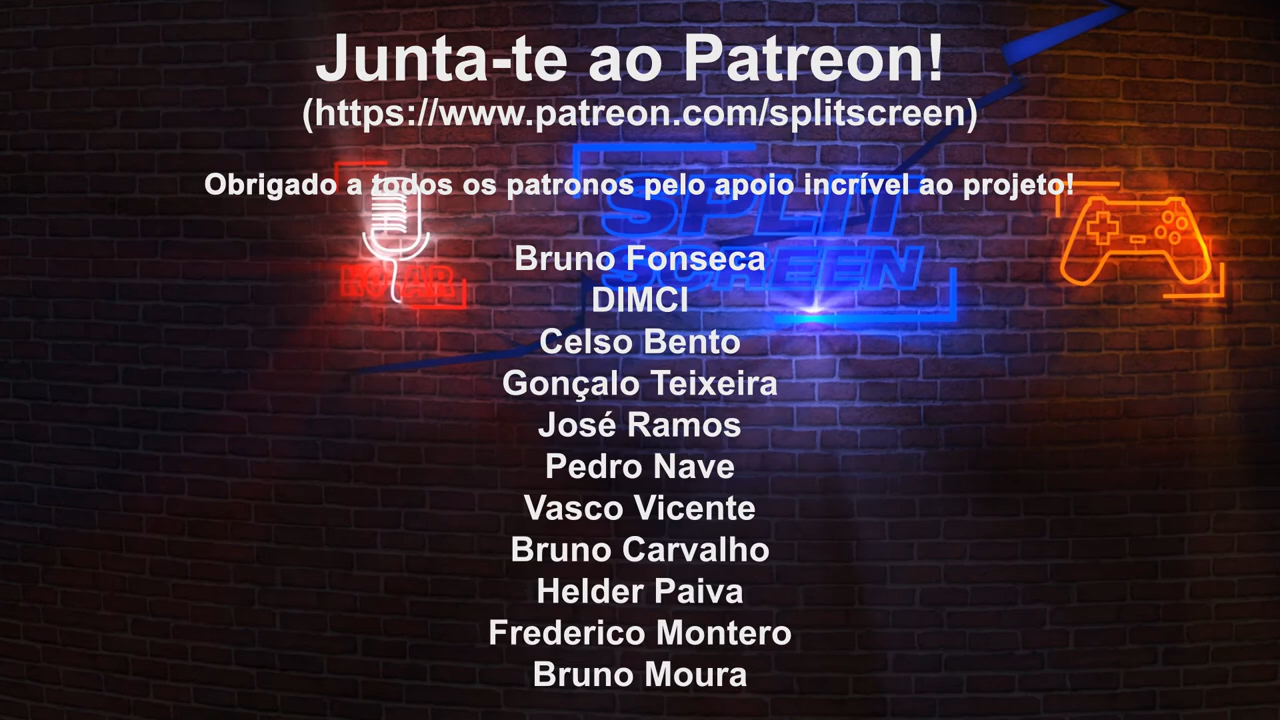 Junta-te ao Patreon!
(https://www.patreon.com/splitscreen)
Obrigado a todos os patronos pelo apoio incrível ao projeto!
SPLIT
SCREEN
Bruno Fonseca
DIMCI
Celso Bento
Gonçalo Teixeira
José Ramos
Pedro Nave
Vasco Vicente
Bruno Carvalho
Helder Paiva
Frederico Montero
Bruno Moura